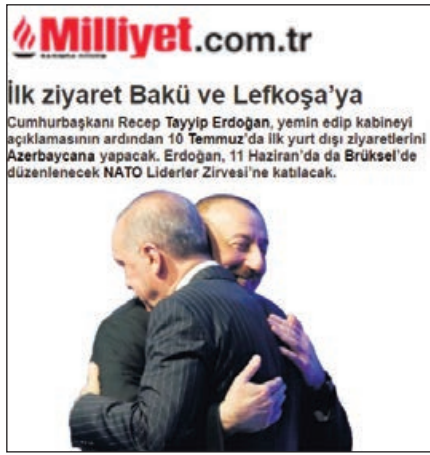 Milliyet.com.tr
İlk ziyaret Bakü ve Lefkoşa'ya
Cumhurbaşkanı Recep Tayyip Erdoğan, yemin edip kabineyi
açıklamasının ardından 10 Temmuz'da ilk yurt dışı ziyaretlerini
Azerbaycana yapacak. Erdoğan, 11 Haziran'da da Brüksel'de
düzenlenecek NATO Liderler Zirvesi'ne katılacak.